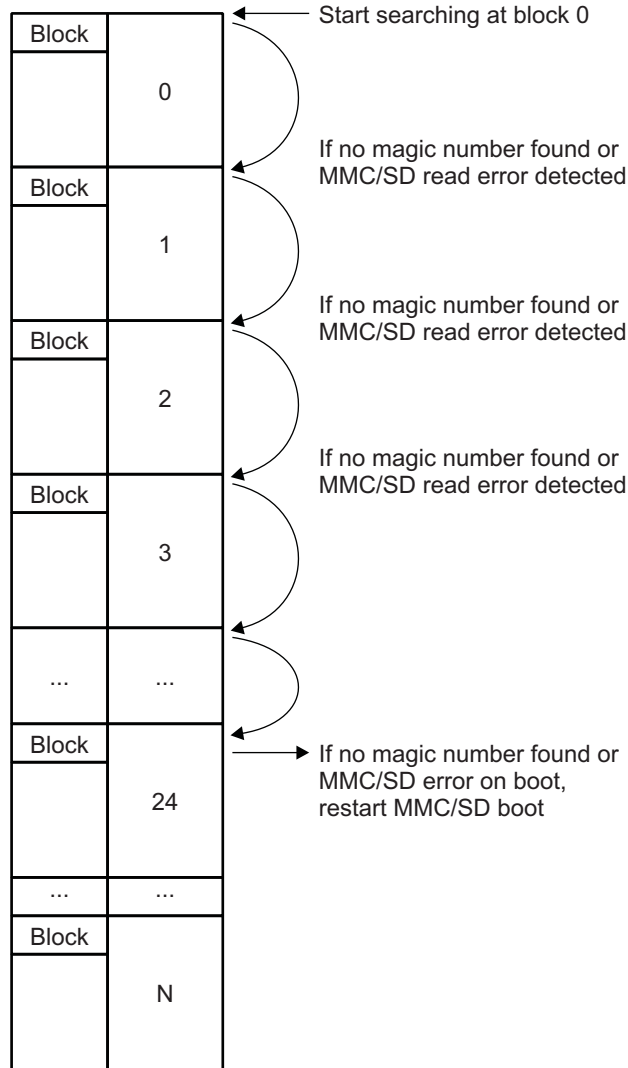 Start searching at block 0
Block
0
If no magic number found or
MMC/SD read error detected
Block
1
If no magic number found or
MMC/SD read error detected
Block
2
If no magic number found or
MMC/SD read error detected
Block
3
... ...
Block
24
If no magic number found or
MMC/SD error on boot,
restart MMC/SD boot
... ...
Block
N